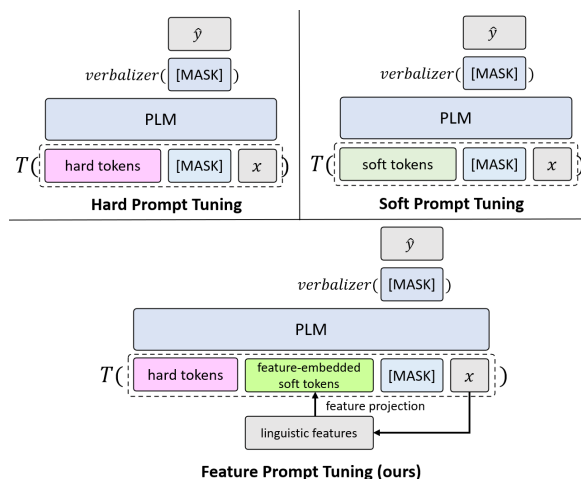 ŷ
verbalizer([MASK])
PLM
T(hard tokens [MASK] x)
Hard Prompt Tuning
ŷ
verbalizer([MASK])
PLM
T(soft tokens [MASK] x)
Soft Prompt Tuning
ŷ
verbalizer([MASK])
PLM
T(hard tokens feature-embedded soft tokens [MASK] x)
feature projection
linguistic features
Feature Prompt Tuning (ours)